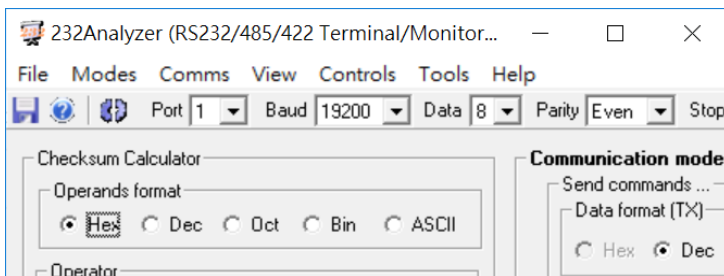 232Analyzer (RS232/485/422 Terminal/Monitor...
File Modes Comms View Controls Tools Help
Port 1 Baud 19200 Data 8 Parity Even Stop
Checksum Calculator
Communication mode
Operands format
Send commands ...
Data format (TX)
Hex Dec Oct Bin ASCII
Hex Dec
Operator